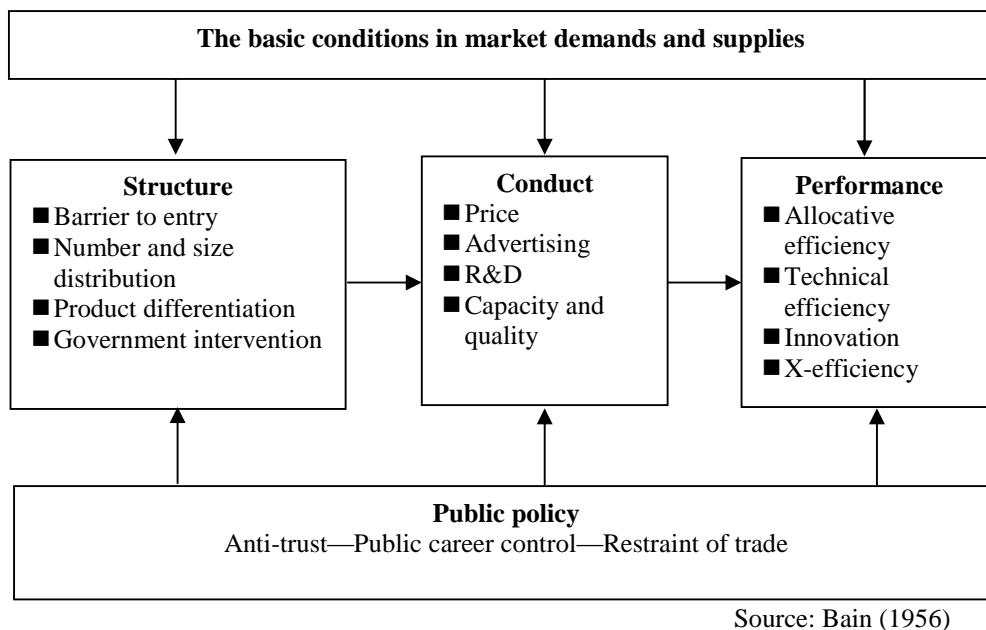 The basic conditions in market demands and supplies
Structure
■ Barrier to entry
■ Number and size
distribution
■ Product differentiation
■ Government intervention
Conduct
■ Price
■ Advertising
■ R&D
■ Capacity and
quality
Performance
■ Allocative
efficiency
■ Technical
efficiency
■ Innovation
■ X-efficiency
Public policy
Anti-trust—Public career control—Restraint of trade
Source: Bain (1956)